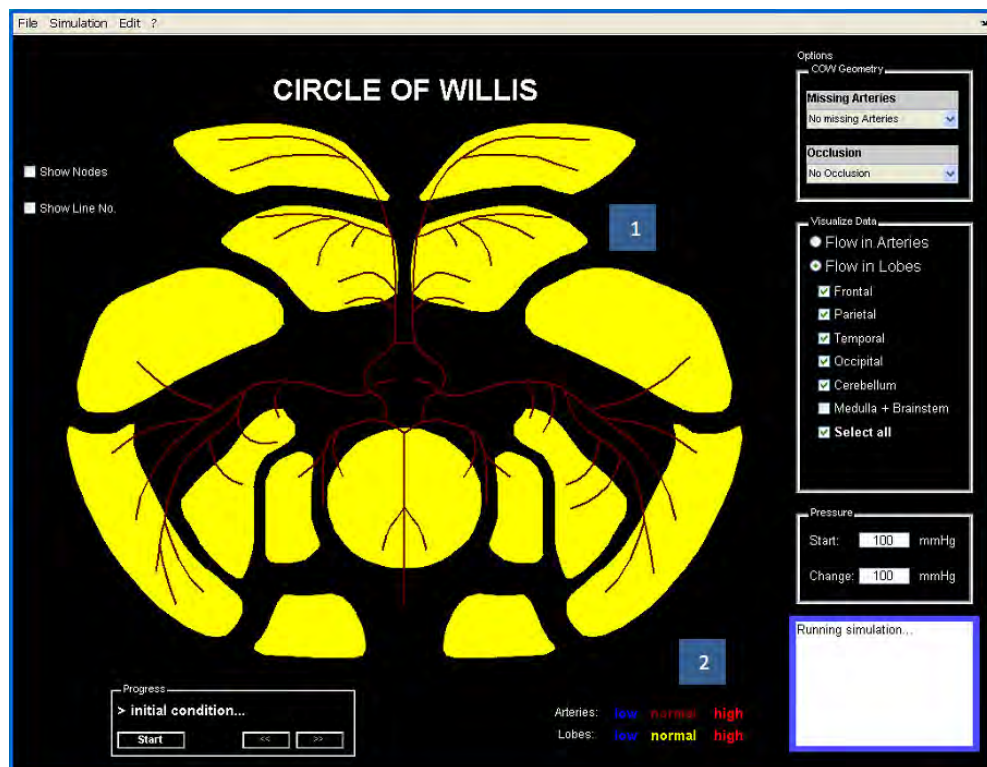 File Simulation Edit ?
CIRCLE OF WILLIS
Show Nodes
Show Line No.
1
2
Options
COW Geometry
Missing Arteries
No missing Arteries
Occlusion
No Occlusion
Visualize Data
Flow in Arteries
Flow in Lobes
Frontal
Parietal
Temporal
Occipital
Cerebellum
Medulla + Brainstem
Select all
Pressure
Start: 100 mmHg
Change: 100 mmHg
Running simulation...
Progress
> initial condition...
Start << >>
Arteries: low normal high
Lobes: low normal high